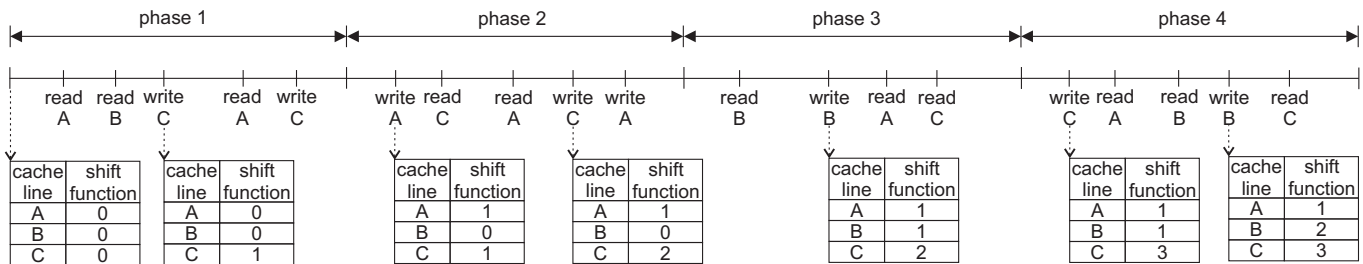 phase 1 phase 2 phase 3 phase 4
read read write read write write read read write write read write read read write read read write read
A B C A C A C A C A B B A C C A B B C
cache shift
line function
A 0
B 0
C 0
cache shift
line function
A 0
B 0
C 1
cache shift
line function
A 1
B 0
C 1
cache shift
line function
A 1
B 0
C 2
cache shift
line function
A 1
B 1
C 2
cache shift
line function
A 1
B 1
C 3
cache shift
line function
A 1
B 2
C 3